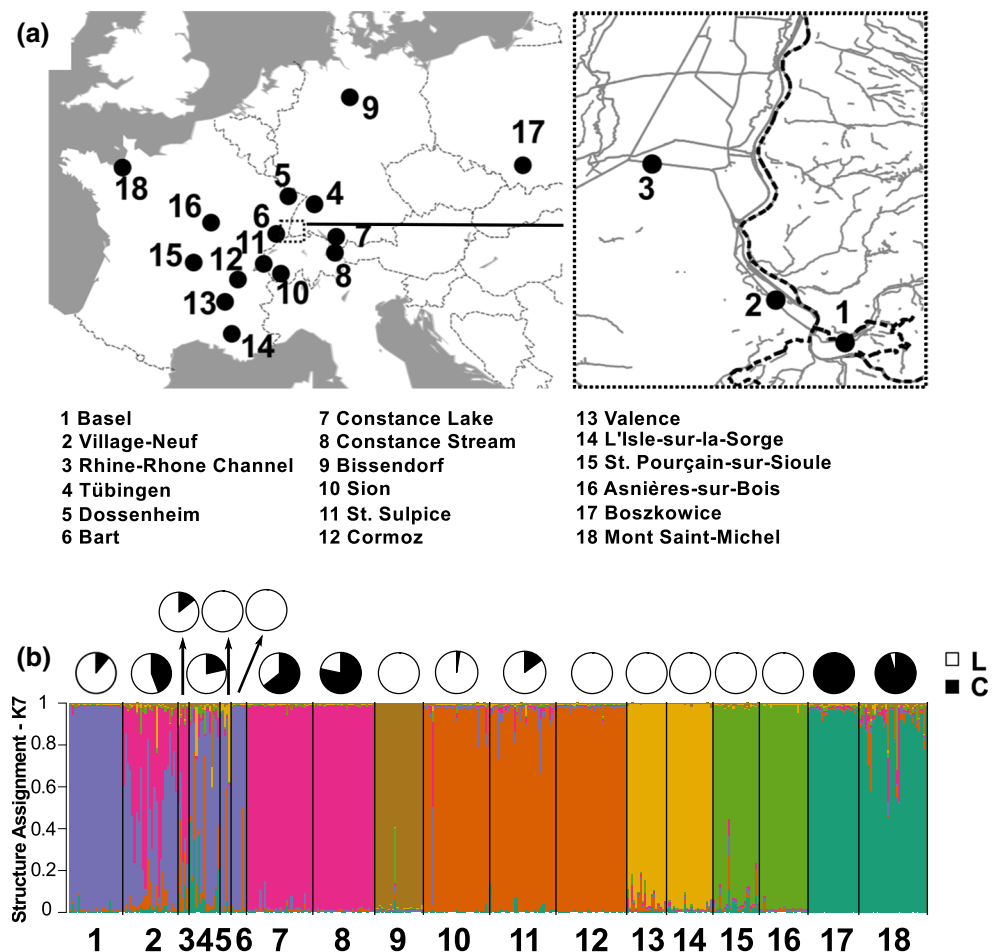 (a)
9
17
18
5
4
16
6
7
11
15
12
8
10
13
14
3
2
1
1 Basel
2 Village-Neuf
3 Rhine-Rhone Channel
4 Tübingen
5 Dossenheim
6 Bart
7 Constance Lake
8 Constance Stream
9 Bissendorf
10 Sion
11 St. Sulpice
12 Cormoz
13 Valence
14 L'Isle-sur-la-Sorge
15 St. Pourçain-sur-Sioule
16 Asnières-sur-Bois
17 Boszkowice
18 Mont Saint-Michel
(b)
L
C
Structure Assignment - K7
1
0.8
0.6
0.4
0.2
0
1 2 3 4 5 6 7 8 9 10 11 12 13 14 15 16 17 18